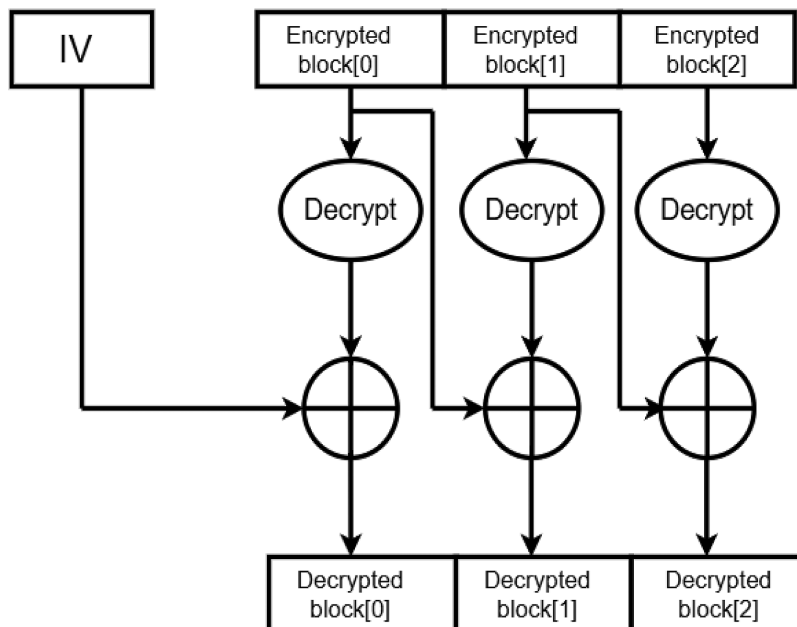 IV
Encrypted
block[0]
Encrypted
block[1]
Encrypted
block[2]
Decrypt
Decrypt
Decrypt
Decrypted
block[0]
Decrypted
block[1]
Decrypted
block[2]